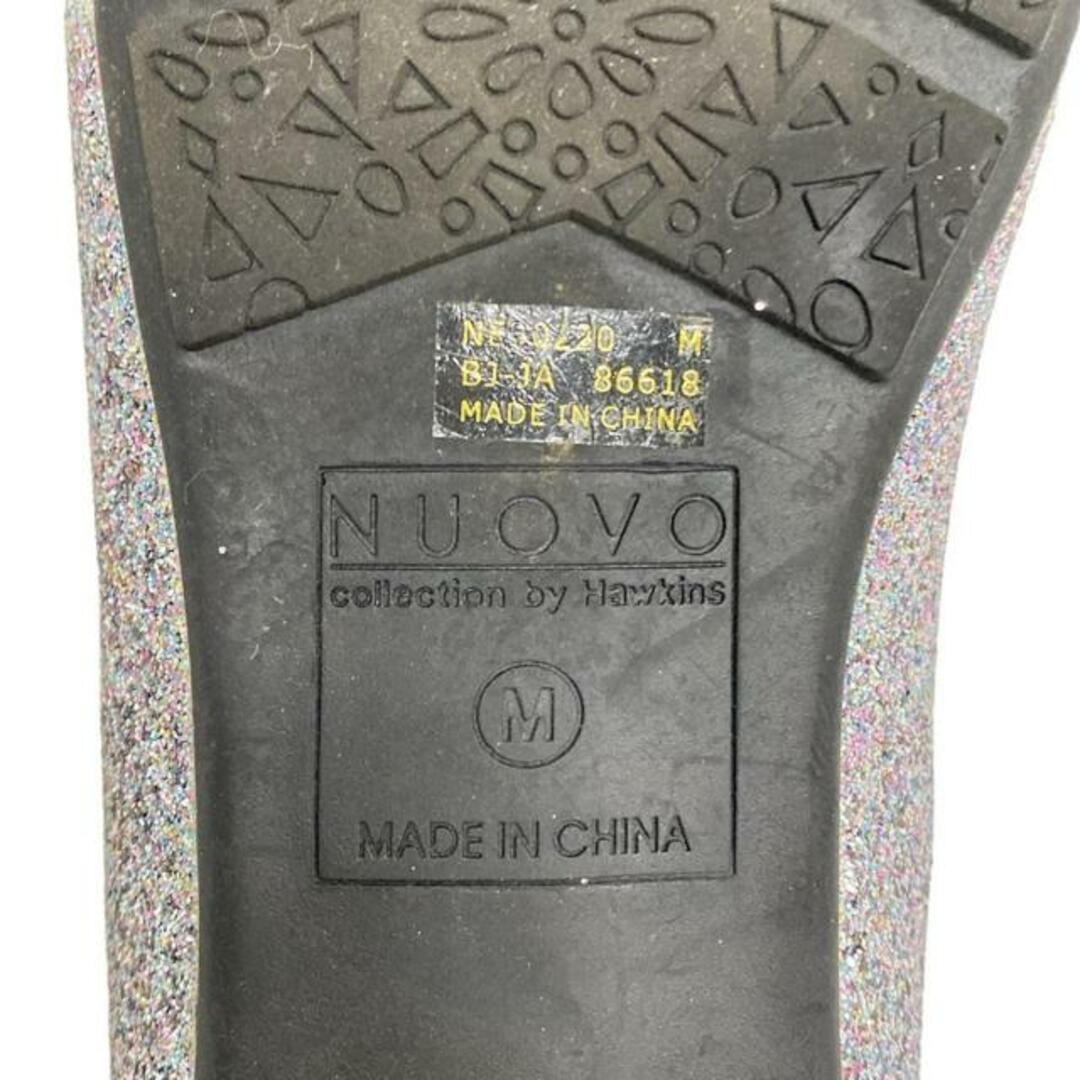 M
BJ-JA 86618
MADE IN CHINA
NUOVO
collection by Hawkins
M
MADE IN CHINA